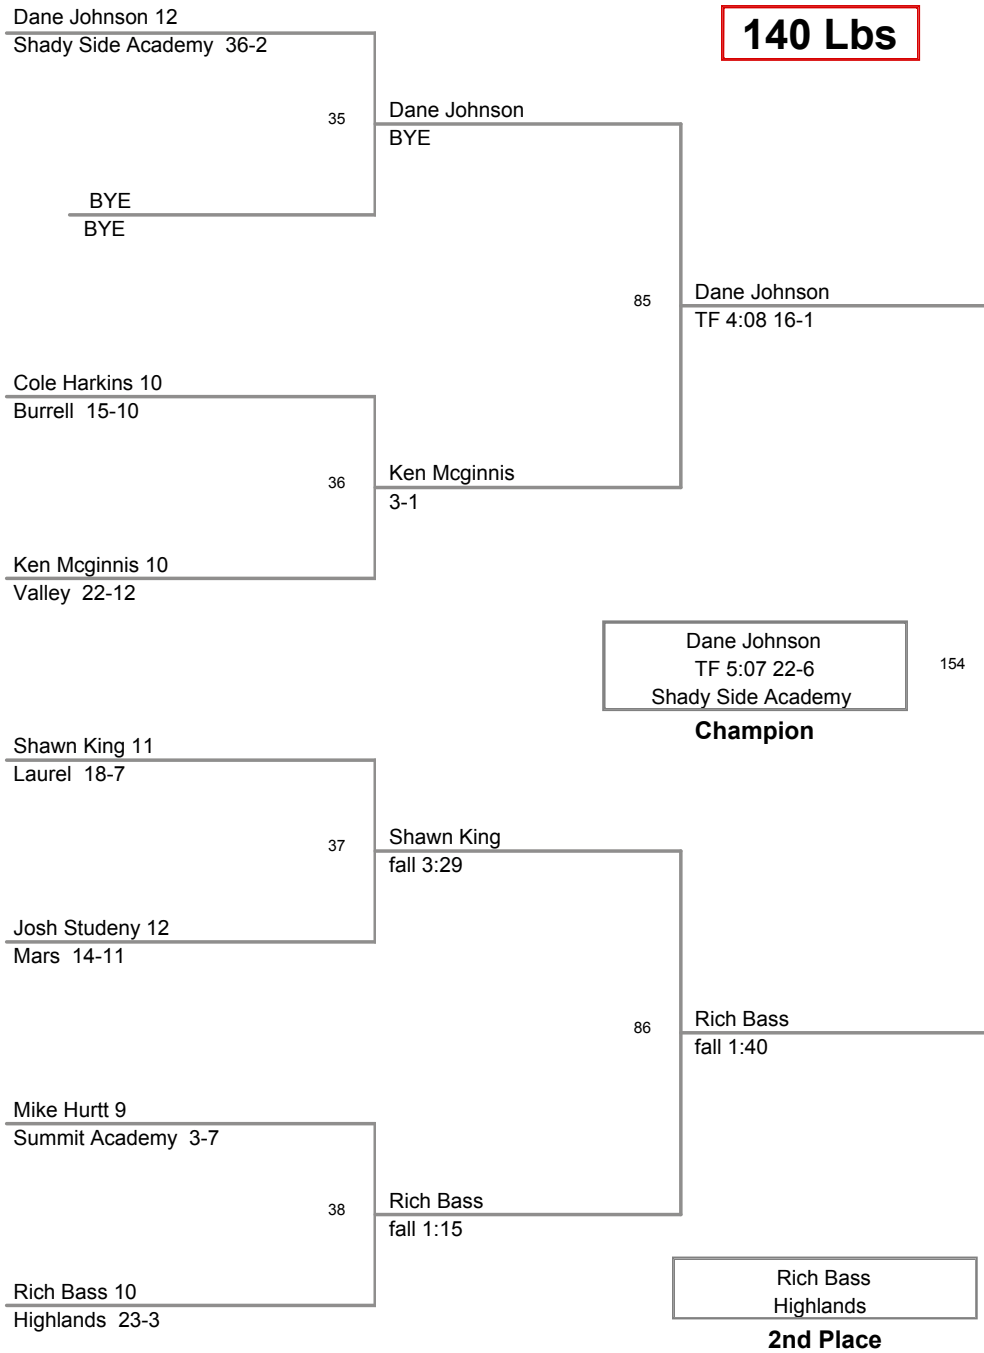 Dane Johnson 12
Shady Side Academy  36-2
140 Lbs
35
Dane Johnson
BYE
BYE
BYE
85
Dane Johnson
TF 4:08 16-1
Cole Harkins 10
Burrell  15-10
36
Ken Mcginnis
3-1
Ken Mcginnis 10
Valley  22-12
Dane Johnson
TF 5:07 22-6
Shady Side Academy
154
Champion
Shawn King 11
Laurel  18-7
37
Shawn King
fall 3:29
Josh Studeny 12
Mars  14-11
86
Rich Bass
fall 1:40
Mike Hurtt 9
Summit Academy  3-7
38
Rich Bass
fall 1:15
Rich Bass 10
Highlands  23-3
Rich Bass
Highlands
2nd Place